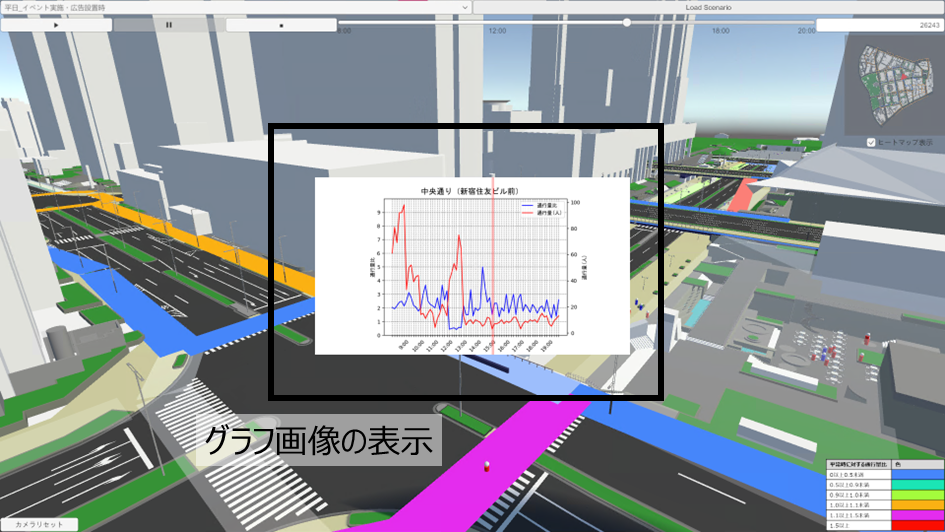 平日_イベント実施・広告設置時
Load Scenario
12:00
16:00
20:00
26243
ヒートマップ表示
中央通り（新宿住友ビル前）
通行量比
通行量(人)
9
8
7
6
5
4
3
2
1
0
100
80
60
40
20
0
通行量比
通行量(人)
9:00
10:00
11:00
12:00
13:00
14:00
15:00
16:00
17:00
18:00
19:00
グラフ画像の表示
平常時に対する通行量比 色
0以上0.5未満
0.5以上0.9未満
0.9以上1.0未満
1.0以上1.1未満
1.1以上1.5未満
1.5以上
カメラリセット